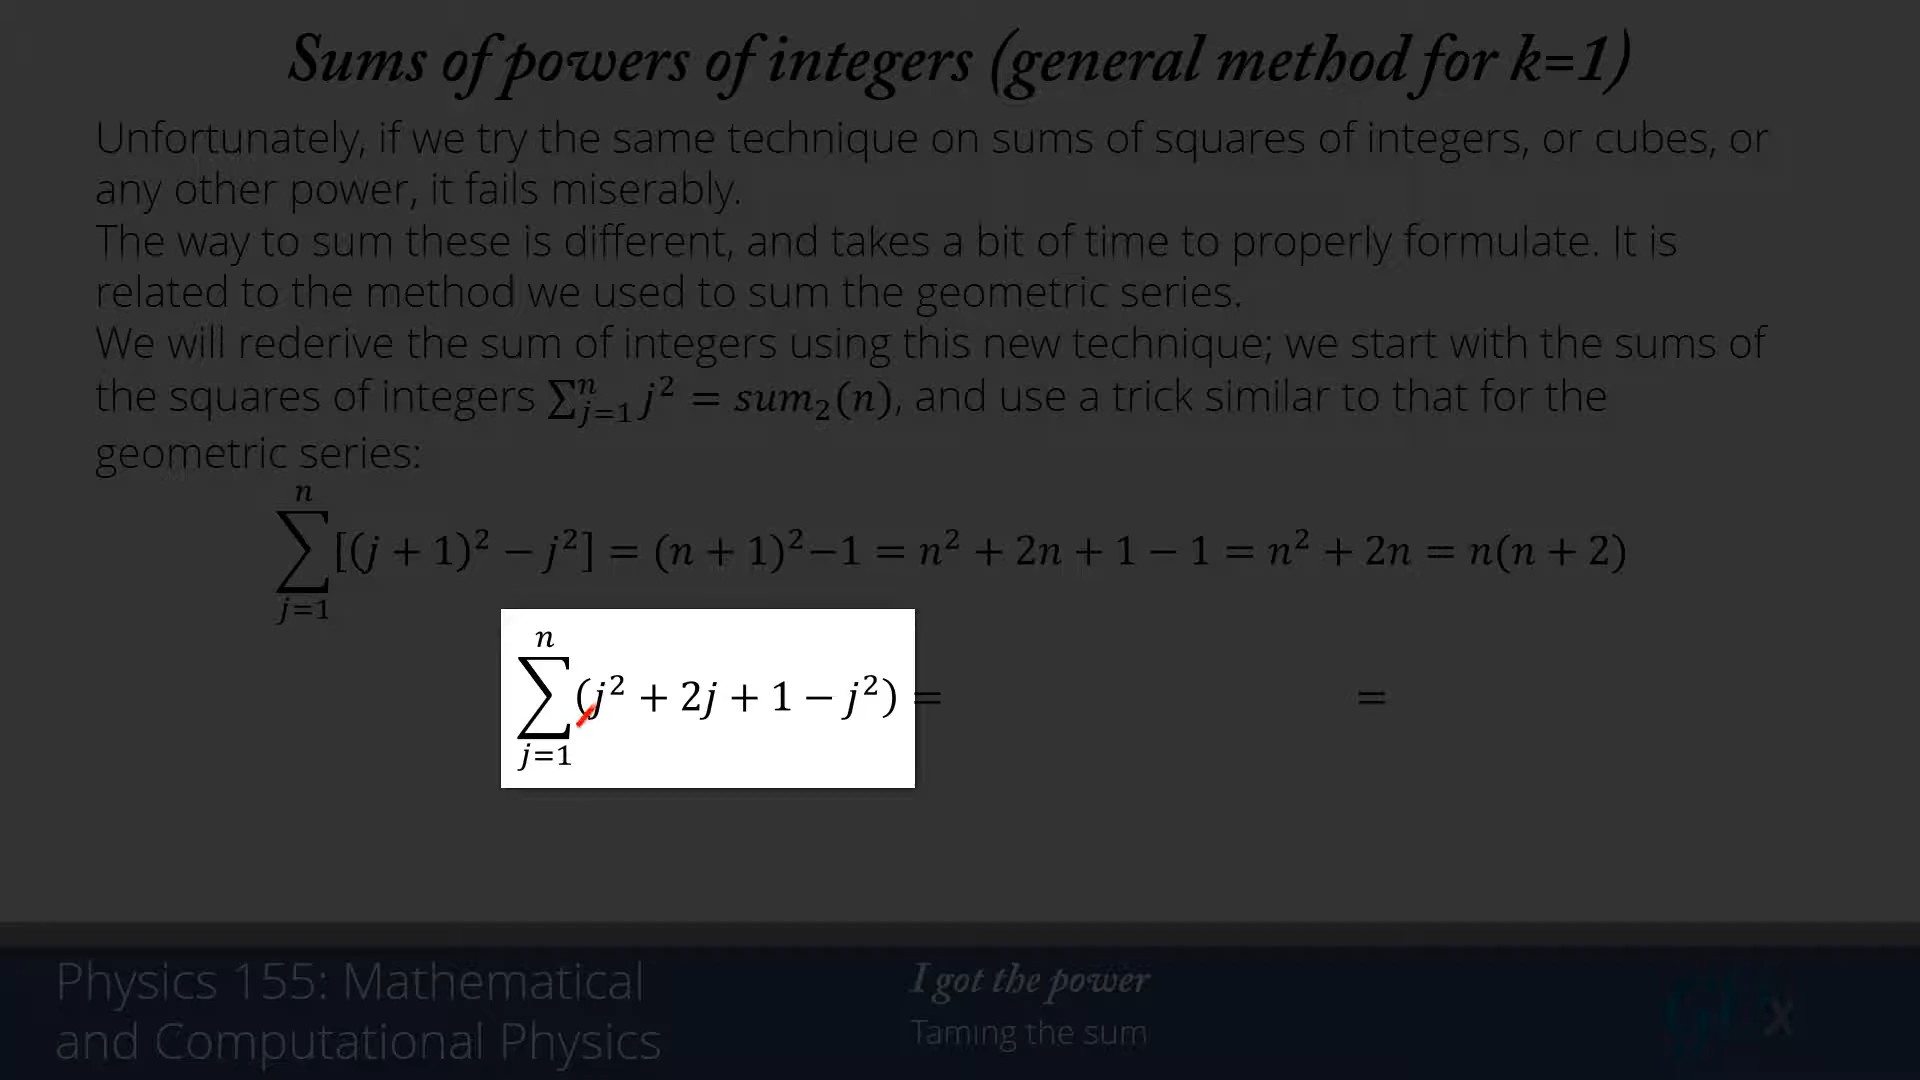 Sums of powers of integers (general method for k=1)
Unfortunately, if we try the same technique on sums of squares of integers, or cubes, or
any other power, it fails miserably.
The way to sum these is different, and takes a bit of time to properly formulate. It is
related to the method we used to sum the geometric series.
We will rederive the sum of integers using this new technique; we start with the sums of
the squares of integers ∑ⁿⱼ₌₁ j² = sum₂(n), and use a trick similar to that for the
geometric series:
n
∑[(j + 1)² − j²] = (n + 1)²−1 = n² + 2n + 1 − 1 = n² + 2n = n(n + 2)
j=1
n
∑(j² + 2j + 1 − j²) = =
j=1
Physics 155: Mathematical
and Computational Physics
I got the power
Taming the sum
X